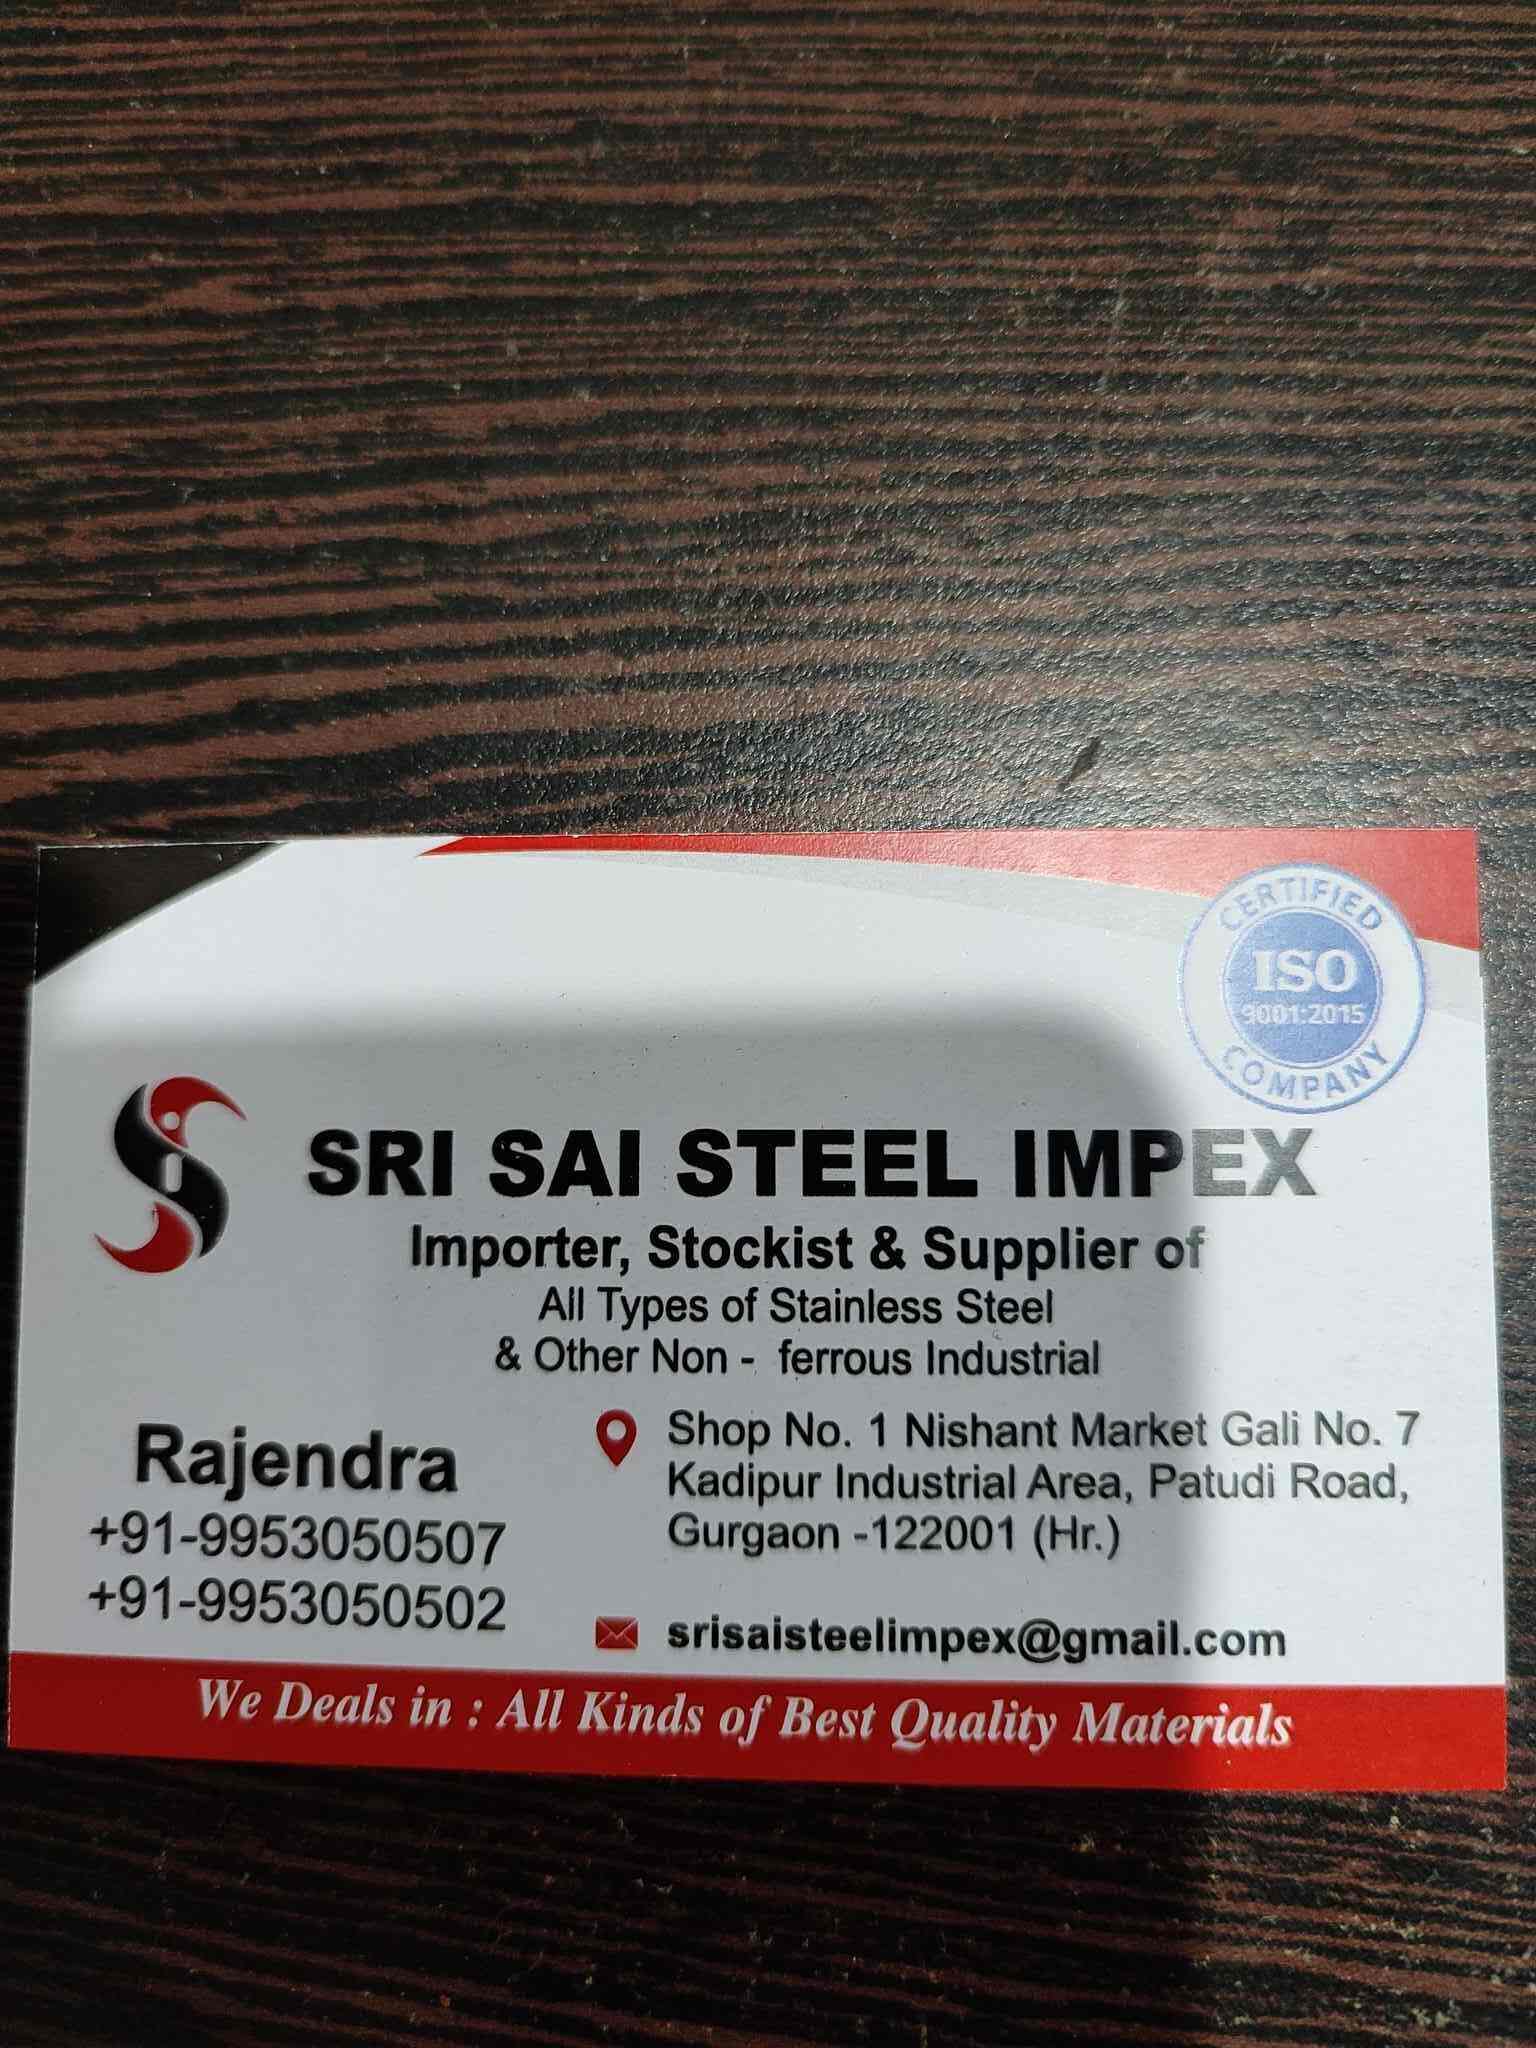 CERTIFIED
ISO
9001:2015
COMPANY
SRI SAI STEEL IMPEX
Importer, Stockist & Supplier of
All Types of Stainless Steel
& Other Non - ferrous Industrial
Rajendra
+91-9953050507
+91-9953050502
Shop No. 1 Nishant Market Gali No. 7
Kadipur Industrial Area, Patudi Road,
Gurgaon -122001 (Hr.)
srisaisteelimpex@gmail.com
We Deals in : All Kinds of Best Quality Materials